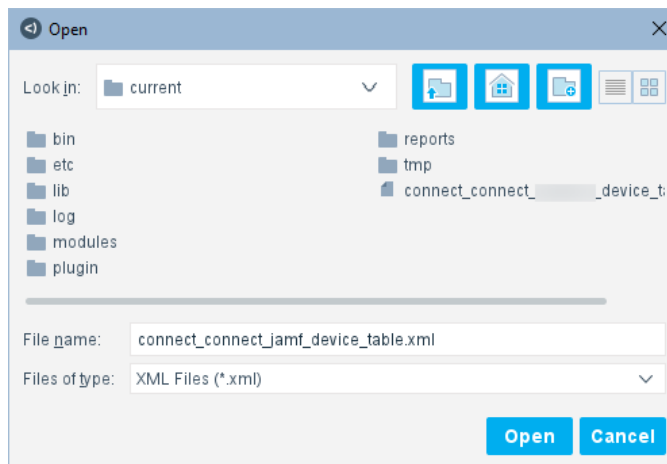 Open
Look in: current
bin
etc
lib
log
modules
plugin
reports
tmp
connect_connect_ _device_t
File name: connect_connect_jamf_device_table.xml
Files of type: XML Files (*.xml)
Open Cancel